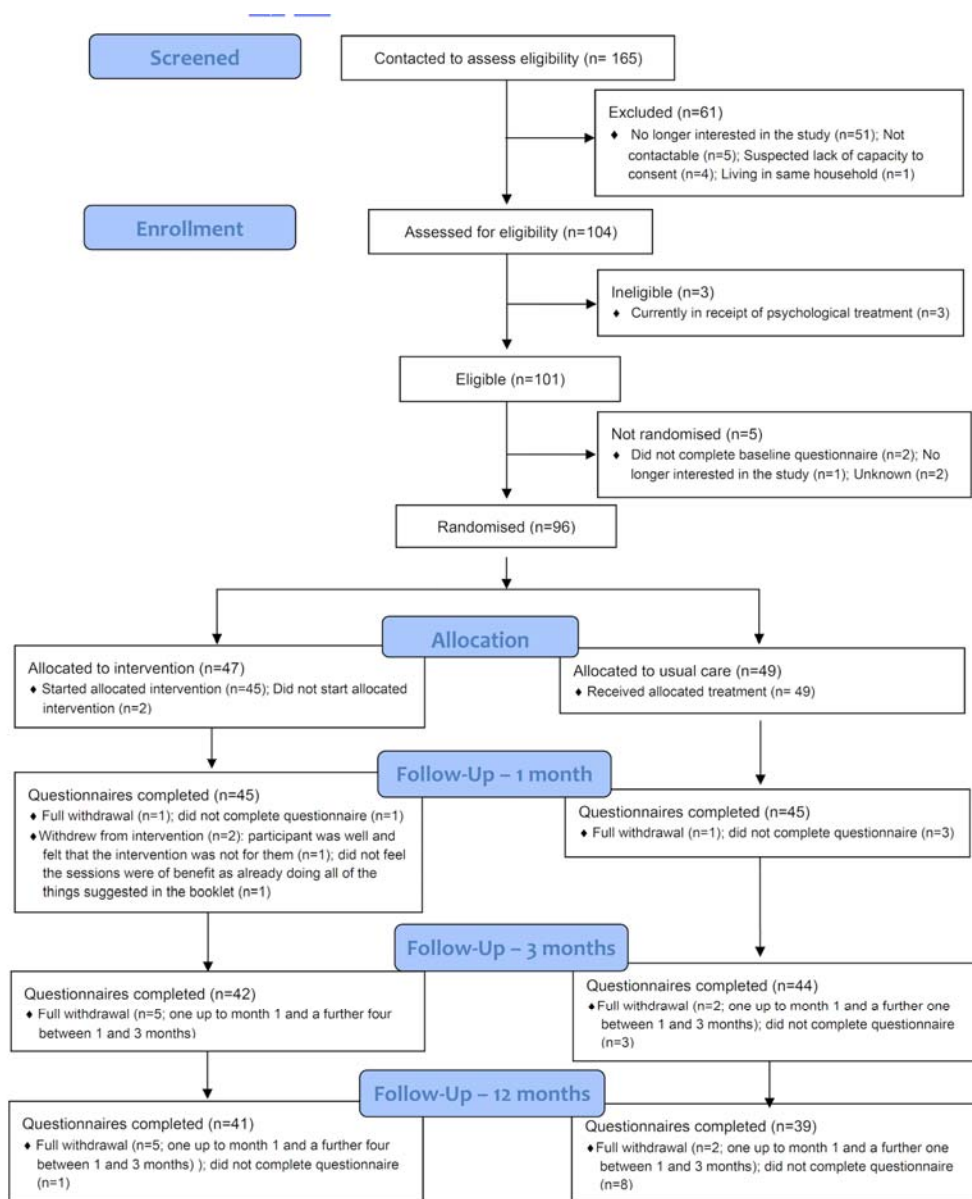 Screened
Contacted to assess eligibility (n= 165)
Excluded (n=61)
♦ No longer interested in the study (n=51); Not
contactable (n=5); Suspected lack of capacity to
consent (n=4); Living in same household (n=1)
Enrollment
Assessed for eligibility (n=104)
Ineligible (n=3)
♦ Currently in receipt of psychological treatment (n=3)
Eligible (n=101)
Not randomised (n=5)
♦ Did not complete baseline questionnaire (n=2); No
longer interested in the study (n=1); Unknown (n=2)
Randomised (n=96)
Allocation
Allocated to intervention (n=47)
♦ Started allocated intervention (n=45); Did not start allocated
intervention (n=2)
Allocated to usual care (n=49)
♦ Received allocated treatment (n= 49)
Follow-Up – 1 month
Questionnaires completed (n=45)
♦ Full withdrawal (n=1); did not complete questionnaire (n=1)
♦ Withdrew from intervention (n=2): participant was well and
felt that the intervention was not for them (n=1); did not feel
the sessions were of benefit as already doing all of the
things suggested in the booklet (n=1)
Questionnaires completed (n=45)
♦ Full withdrawal (n=1); did not complete questionnaire (n=3)
Follow-Up – 3 months
Questionnaires completed (n=42)
♦ Full withdrawal (n=5; one up to month 1 and a further four
between 1 and 3 months)
Questionnaires completed (n=44)
♦Full withdrawal (n=2; one up to month 1 and a further one
between 1 and 3 months); did not complete questionnaire
(n=3)
Follow-Up – 12 months
Questionnaires completed (n=41)
♦ Full withdrawal (n=5; one up to month 1 and a further four
between 1 and 3 months) ); did not complete questionnaire
(n=1)
Questionnaires completed (n=39)
♦Full withdrawal (n=2; one up to month 1 and a further one
between 1 and 3 months); did not complete questionnaire
(n=8)